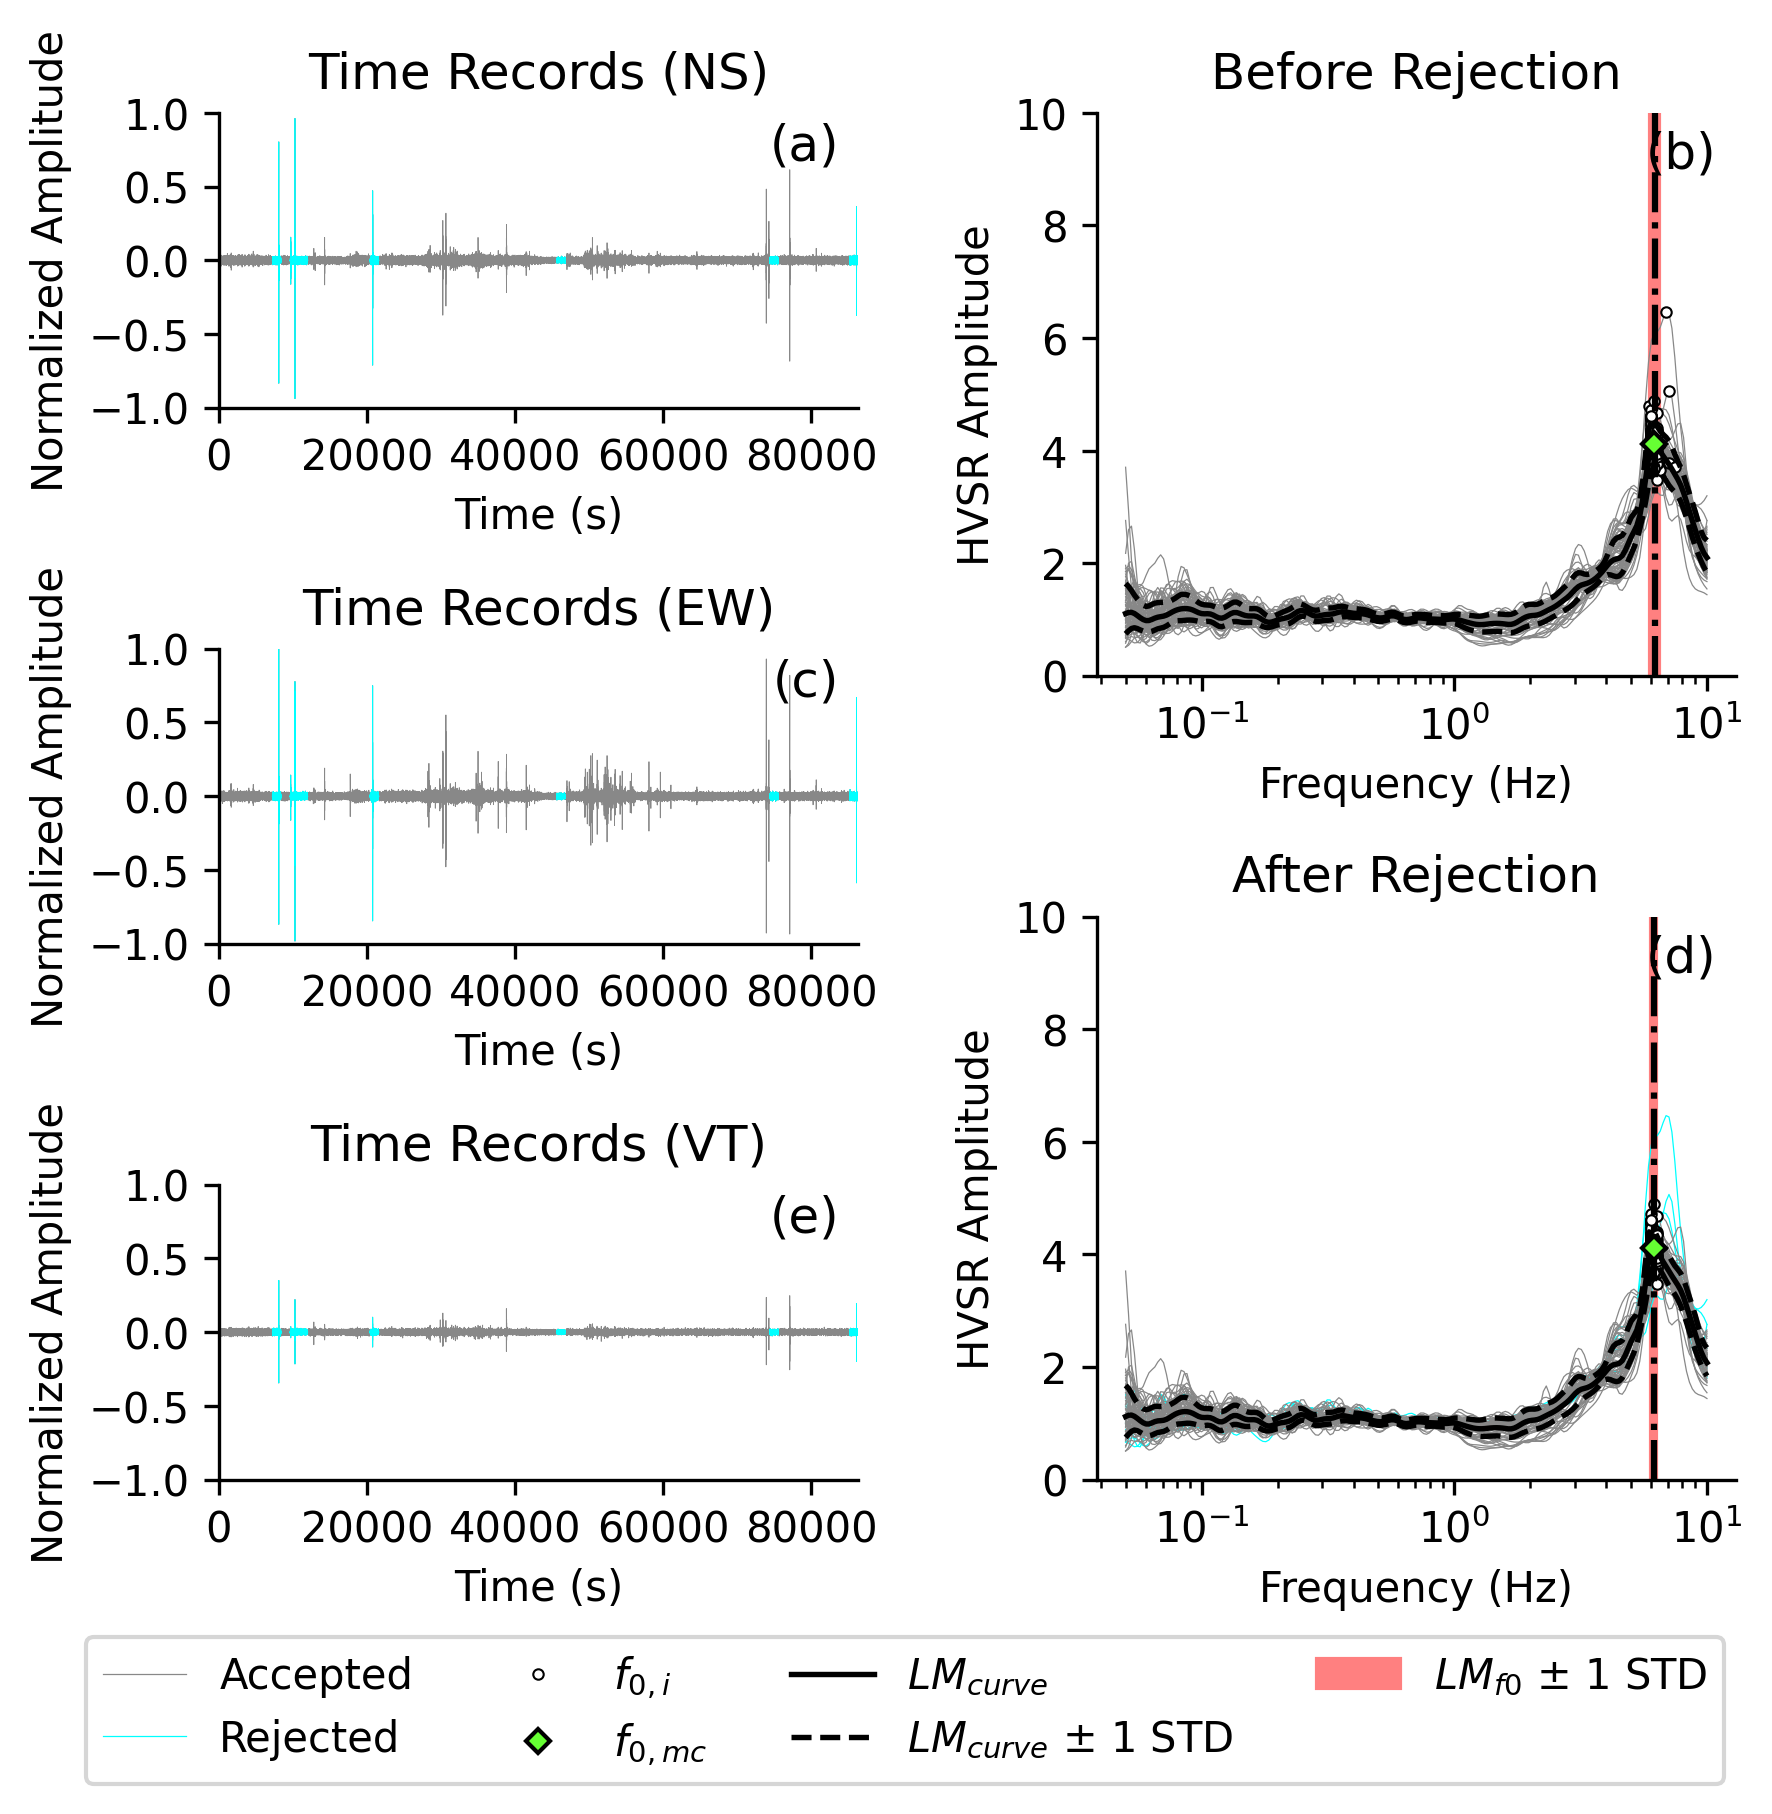 Time Records (NS)
Normalized Amplitude
1.0
0.5
0.0
−0.5
−1.0
(a)
0 20000 40000 60000 80000
Time (s)
Before Rejection
HVSR Amplitude
10
8
6
4
2
0
(b)
10⁻¹ 10⁰ 10¹
Frequency (Hz)
Time Records (EW)
Normalized Amplitude
1.0
0.5
0.0
−0.5
−1.0
(c)
0 20000 40000 60000 80000
Time (s)
After Rejection
HVSR Amplitude
10
8
6
4
2
0
(d)
10⁻¹ 10⁰ 10¹
Frequency (Hz)
Time Records (VT)
Normalized Amplitude
1.0
0.5
0.0
−0.5
−1.0
(e)
0 20000 40000 60000 80000
Time (s)
Accepted f0,i LMcurve LMf0 ± 1 STD
Rejected f0,mc LMcurve ± 1 STD